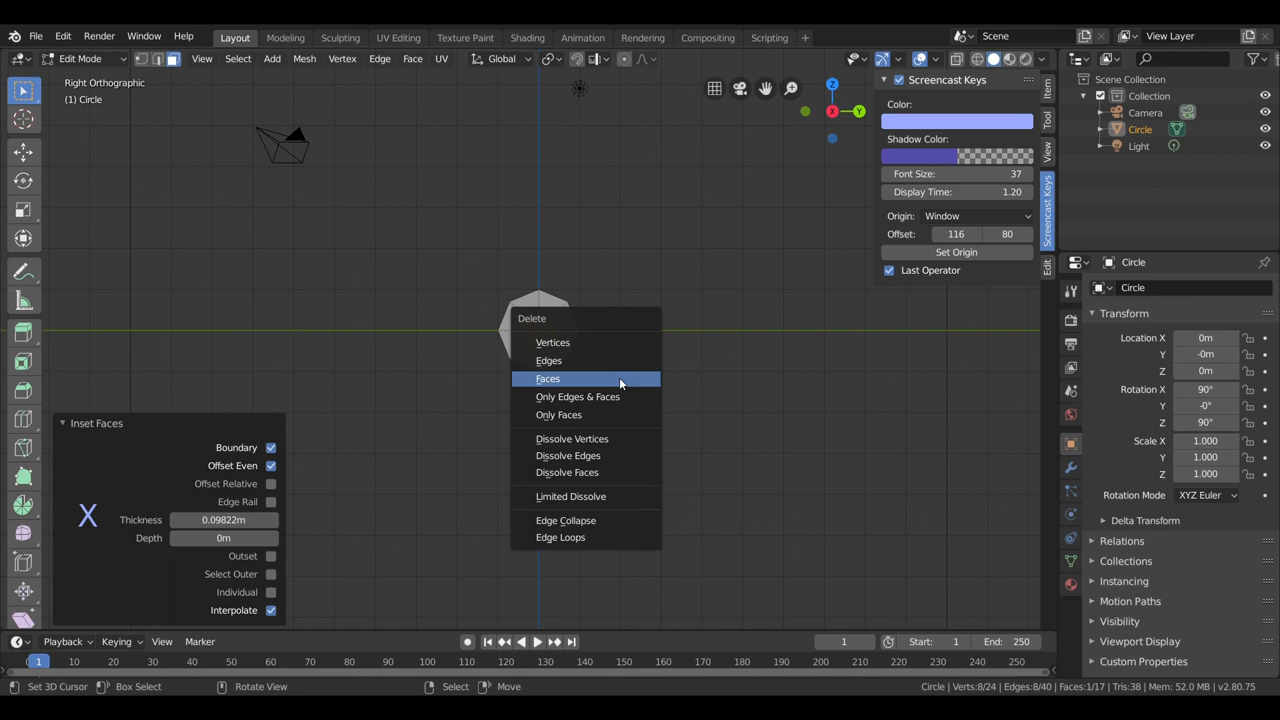 File Edit Render Window Help Layout Modeling Sculpting UV Editing Texture Paint Shading Animation Rendering Compositing Scripting + Scene View Layer
Edit Mode View Select Add Mesh Vertex Edge Face UV Global
Right Orthographic
(1) Circle
Z
X
Y
Screencast Keys
Color:
Shadow Color:
Font Size: 37
Display Time: 1.20
Origin: Window
Offset: 116 80
Set Origin
Last Operator
Item
Tool
View
Screencast Keys
Edit
Scene Collection
Collection
Camera
Circle
Light
Delete
Vertices
Edges
Faces
Only Edges & Faces
Only Faces
Dissolve Vertices
Dissolve Edges
Dissolve Faces
Limited Dissolve
Edge Collapse
Edge Loops
Inset Faces
Boundary
Offset Even
Offset Relative
Edge Rail
Thickness 0.09822m
Depth 0m
Outset
Select Outer
Individual
Interpolate
X
Circle
Circle
Transform
Location X 0m
Y -0m
Z 0m
Rotation X 90°
Y -0°
Z 90°
Scale X 1.000
Y 1.000
Z 1.000
Rotation Mode XYZ Euler
Delta Transform
Relations
Collections
Instancing
Motion Paths
Visibility
Viewport Display
Custom Properties
Playback Keying View Marker 1 Start: 1 End: 250
0 1 10 20 30 40 50 60 70 80 90 100 110 120 130 140 150 160 170 180 190 200 210 220 230 240 250
Set 3D Cursor Box Select Rotate View Select Move Circle | Verts:8/24 | Edges:8/40 | Faces:1/17 | Tris:38 | Mem: 52.0 MB | v2.80.75